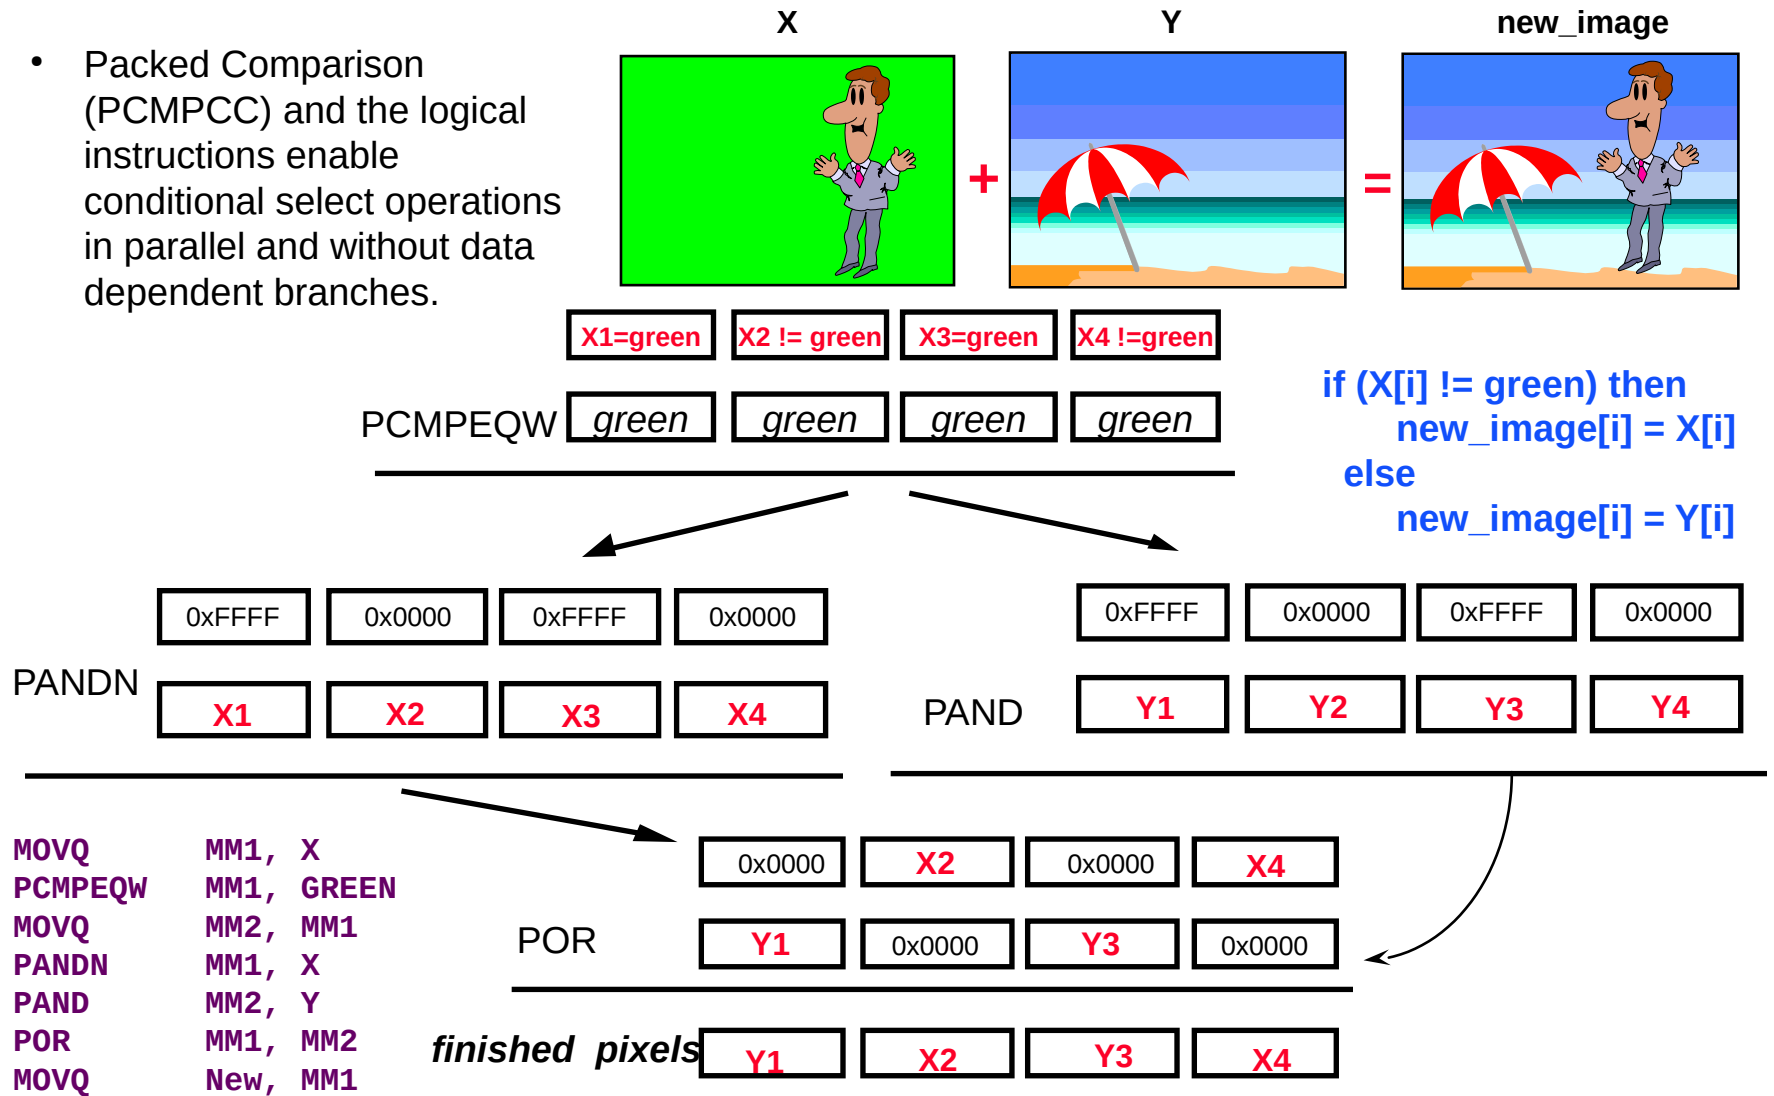 X Y new_image
• Packed Comparison
(PCMPCC) and the logical
instructions enable
conditional select operations
in parallel and without data
dependent branches.
+ =
X1=green X2 != green X3=green X4 !=green
PCMPEQW green green green green
if (X[i] != green) then
new_image[i] = X[i]
else
new_image[i] = Y[i]
0xFFFF 0x0000 0xFFFF 0x0000
PANDN
X1 X2 X3 X4
0xFFFF 0x0000 0xFFFF 0x0000
PAND
Y1 Y2 Y3 Y4
MOVQ MM1, X
PCMPEQW MM1, GREEN
MOVQ MM2, MM1
PANDN MM1, X
PAND MM2, Y
POR MM1, MM2
MOVQ New, MM1
0x0000 X2 0x0000 X4
POR
Y1 0x0000 Y3 0x0000
finished pixels Y1 X2 Y3 X4